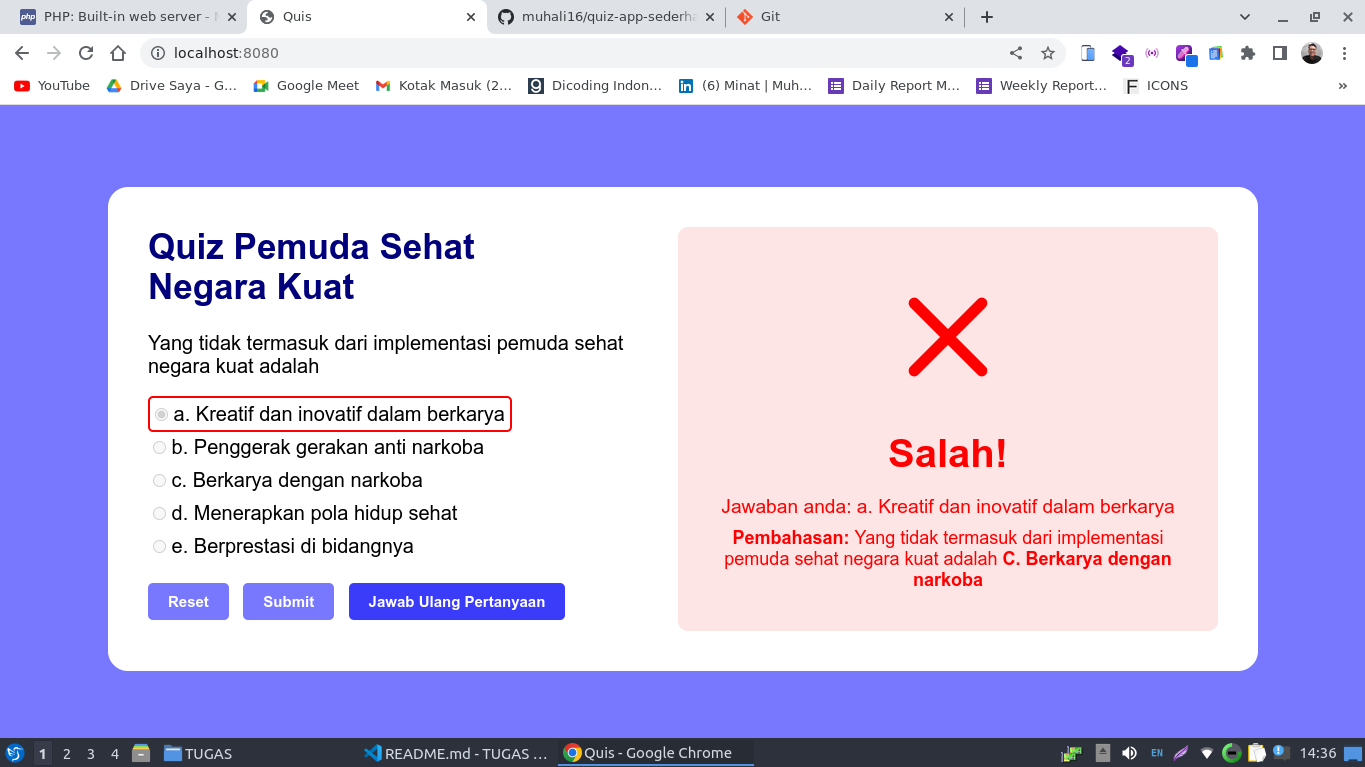 php PHP: Built-in web server - M
Quis
muhali16/quiz-app-sederha
Git
localhost:8080
2
YouTube
Drive Saya - G...
Google Meet
Kotak Masuk (2...
Dicoding Indon...
in (6) Minat | Muh...
Daily Report M...
Weekly Report...
F ICONS
»
Quiz Pemuda Sehat
Negara Kuat
Yang tidak termasuk dari implementasi pemuda sehat
negara kuat adalah
a. Kreatif dan inovatif dalam berkarya
b. Penggerak gerakan anti narkoba
c. Berkarya dengan narkoba
d. Menerapkan pola hidup sehat
e. Berprestasi di bidangnya
Reset
Submit
Jawab Ulang Pertanyaan
Salah!
Jawaban anda: a. Kreatif dan inovatif dalam berkarya
Pembahasan: Yang tidak termasuk dari implementasi
pemuda sehat negara kuat adalah C. Berkarya dengan
narkoba
1 2 3 4
TUGAS
README.md - TUGAS ...
Quis - Google Chrome
EN
14:36